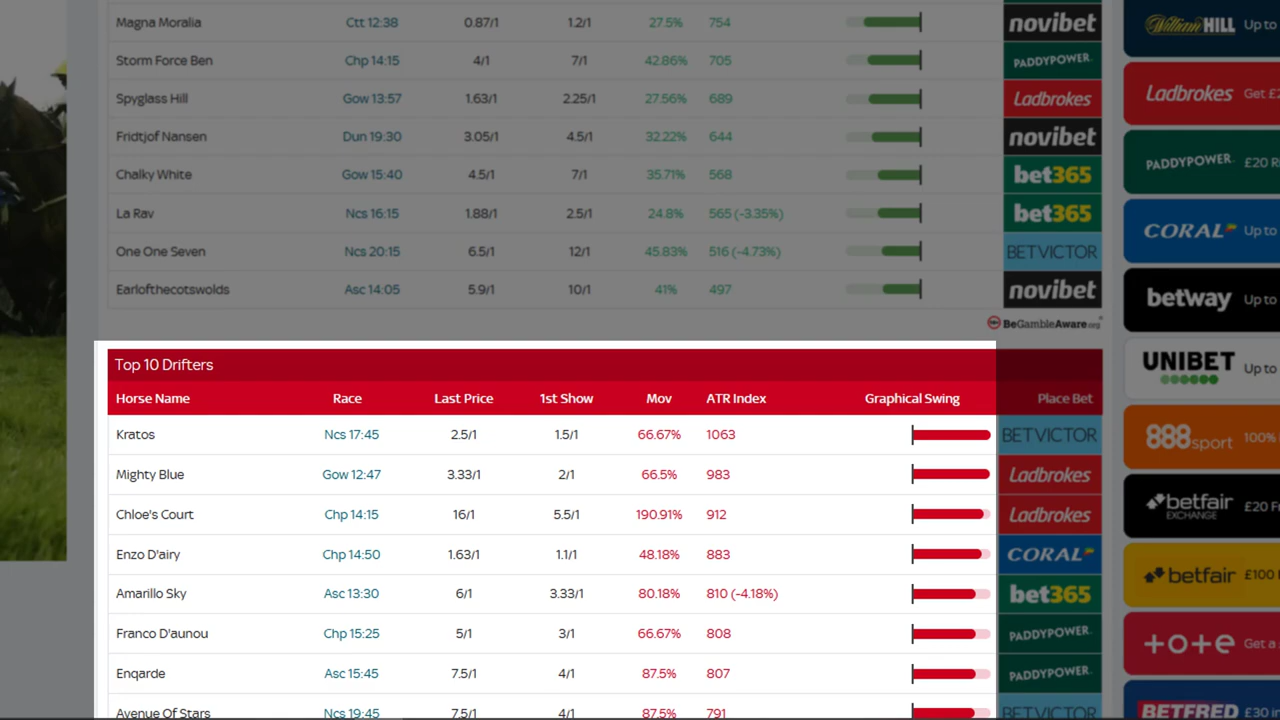 Magna Moralia Ctt 12:38 0.87/1 1.2/1 27.5% 754 novibet
Storm Force Ben Chp 14:15 4/1 7/1 42.86% 705 PADDYPOWER.
Spyglass Hill Gow 13:57 1.63/1 2.25/1 27.56% 689 Ladbrokes
Fridtjof Nansen Dun 19:30 3.05/1 4.5/1 32.22% 644 novibet
Chalky White Gow 15:40 4.5/1 7/1 35.71% 568 bet365
La Rav Ncs 16:15 1.88/1 2.5/1 24.8% 565 (-3.35%) bet365
One One Seven Ncs 20:15 6.5/1 12/1 45.83% 516 (-4.73%) BETVICTOR
Earlofthecotswolds Asc 14:05 5.9/1 10/1 41% 497 novibet
BeGambleAware.org
Top 10 Drifters
Horse Name Race Last Price 1st Show Mov ATR Index Graphical Swing Place Bet
Kratos Ncs 17:45 2.5/1 1.5/1 66.67% 1063 BETVICTOR
Mighty Blue Gow 12:47 3.33/1 2/1 66.5% 983 Ladbrokes
Chloe's Court Chp 14:15 16/1 5.5/1 190.91% 912 Ladbrokes
Enzo D'airy Chp 14:50 1.63/1 1.1/1 48.18% 883 CORAL
Amarillo Sky Asc 13:30 6/1 3.33/1 80.18% 810 (-4.18%) bet365
Franco D'aunou Chp 15:25 5/1 3/1 66.67% 808 PADDYPOWER.
Enqarde Asc 15:45 7.5/1 4/1 87.5% 807 PADDYPOWER.
Avenue Of Stars Ncs 19:45 7.5/1 4/1 87.5% 791 BETVICTOR
William HILL Up to
Ladbrokes Get £
PADDYPOWER. £20
CORAL Up to
betway Up to
UNIBET Up to
888sport 100%
betfair EXCHANGE £20
betfair £100
tote Get a
BETFRED £30 in